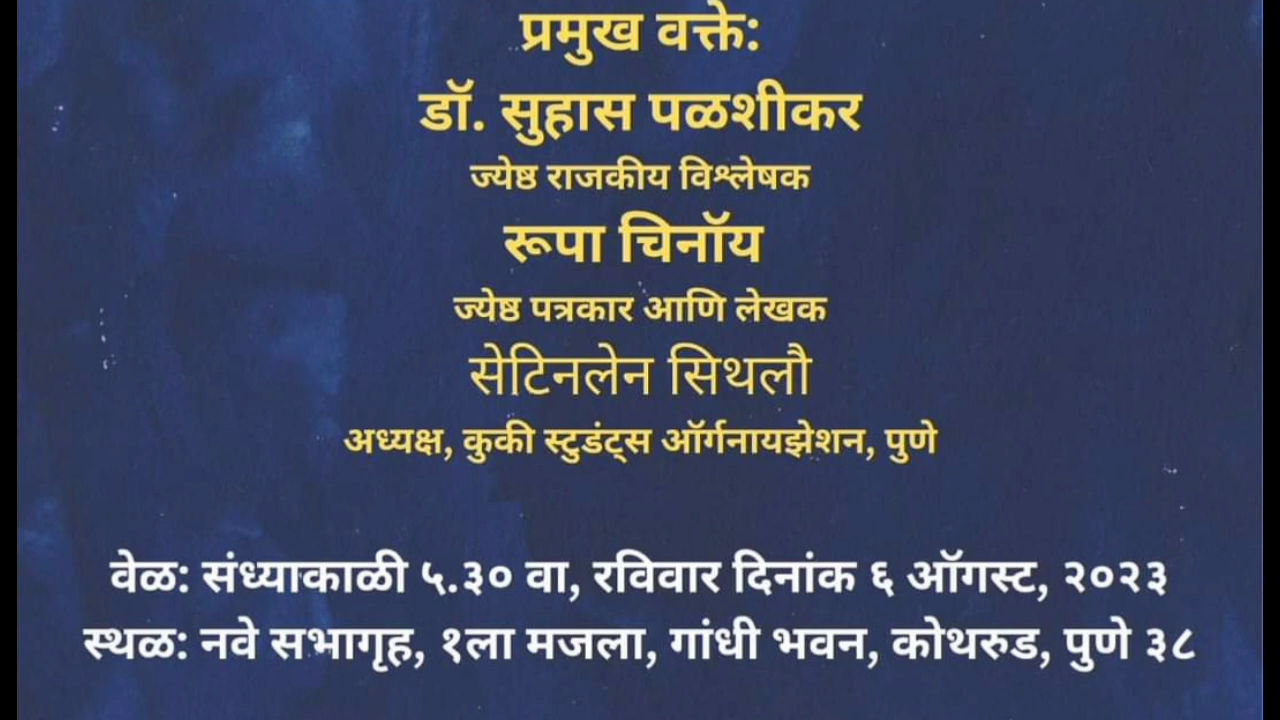 प्रमुख वक्ते:
डॉ. सुहास पळशीकर
ज्येष्ठ राजकीय विश्लेषक
रूपा चिनॉय
ज्येष्ठ पत्रकार आणि लेखक
सेटिनलेन सिथलौ
अध्यक्ष, कुकी स्टुडंट्स ऑर्गनायझेशन, पुणे
वेळ: संध्याकाळी ५.३० वा, रविवार दिनांक ६ ऑगस्ट, २०२३
स्थळ: नवे सभागृह, १ला मजला, गांधी भवन, कोथरुड, पुणे ३८